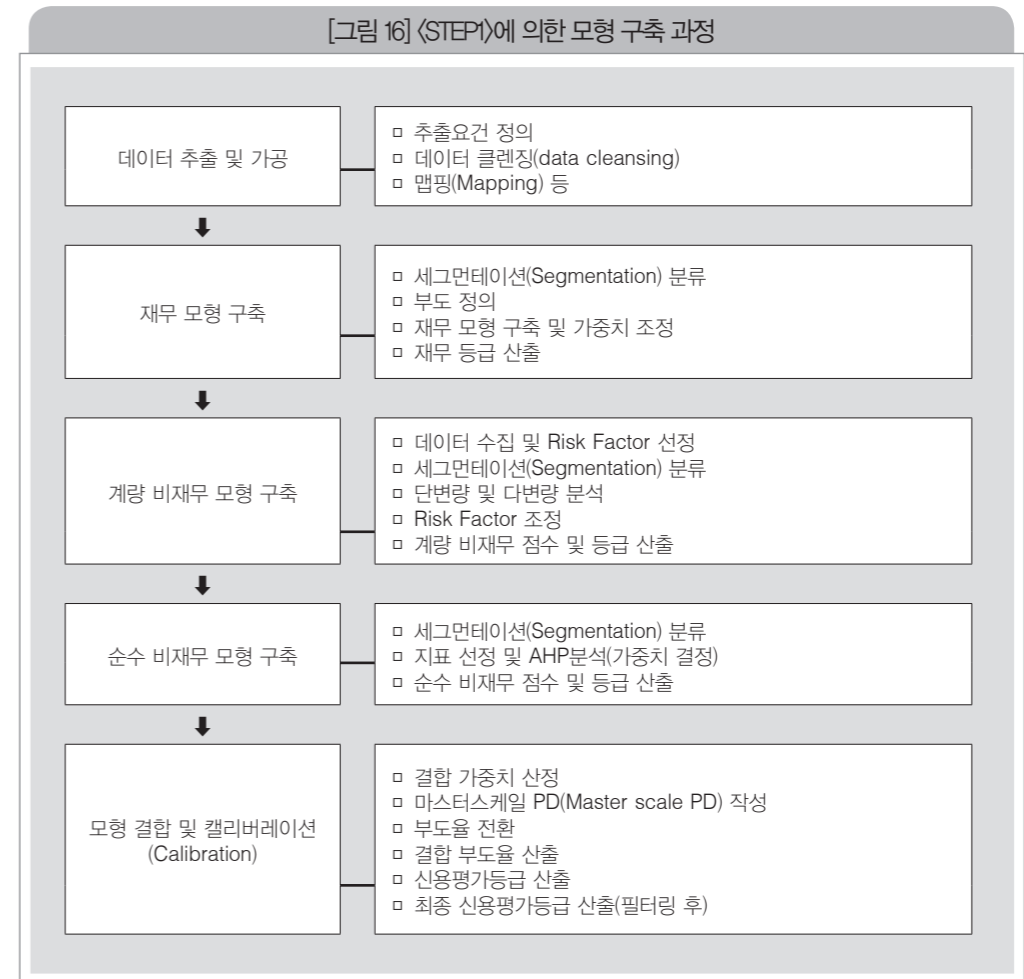 [그림 16] 〈STEP1〉에 의한 모형 구축 과정
데이터 추출 및 가공
▫ 추출요건 정의
▫ 데이터 클렌징(data cleansing)
▫ 맵핑(Mapping) 등
재무 모형 구축
▫ 세그먼테이션(Segmentation) 분류
▫ 부도 정의
▫ 재무 모형 구축 및 가중치 조정
▫ 재무 등급 산출
계량 비재무 모형 구축
▫ 데이터 수집 및 Risk Factor 선정
▫ 세그먼테이션(Segmentation) 분류
▫ 단변량 및 다변량 분석
▫ Risk Factor 조정
▫ 계량 비재무 점수 및 등급 산출
순수 비재무 모형 구축
▫ 세그먼테이션(Segmentation) 분류
▫ 지표 선정 및 AHP분석(가중치 결정)
▫ 순수 비재무 점수 및 등급 산출
모형 결합 및 캘리버레이션
(Calibration)
▫ 결합 가중치 산정
▫ 마스터스케일 PD(Master scale PD) 작성
▫ 부도율 전환
▫ 결합 부도율 산출
▫ 신용평가등급 산출
▫ 최종 신용평가등급 산출(필터링 후)